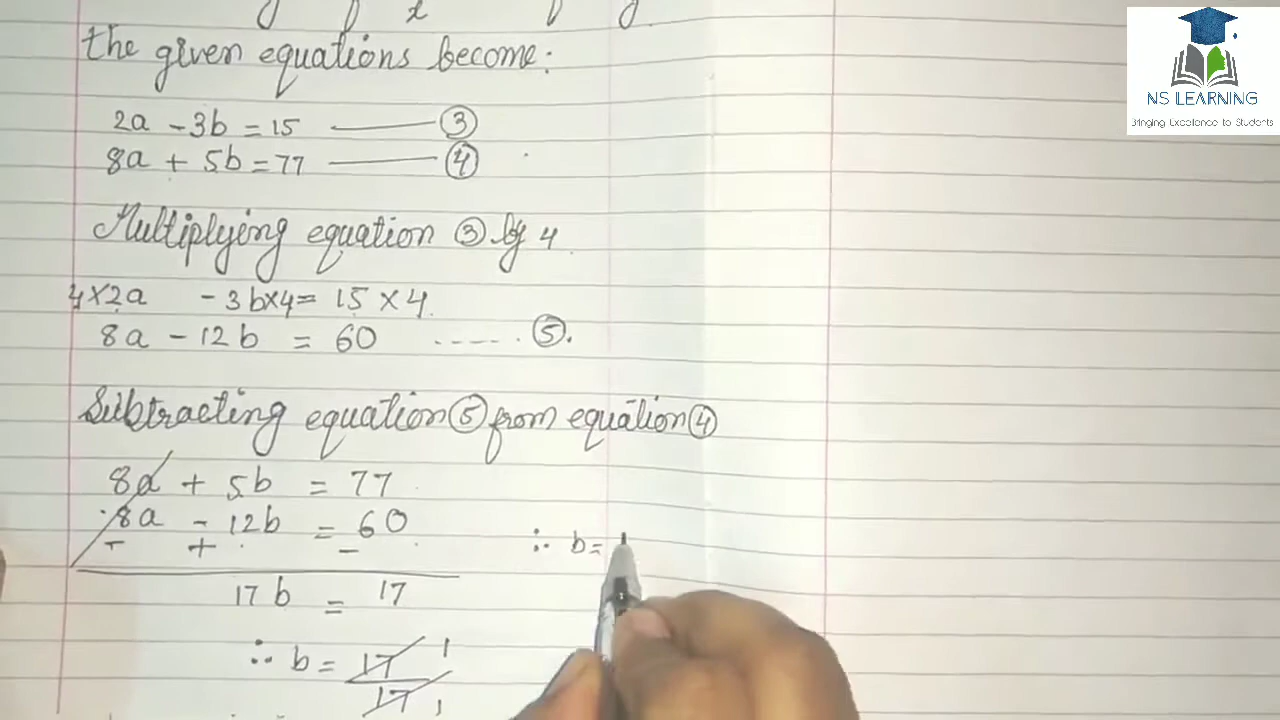 the given equations become:
2a - 3b = 15 ——— ③
8a + 5b = 77 ——— ④
Multiplying equation ③ by 4
4×2a - 3b×4 = 15 × 4
8a - 12b = 60 ...... ⑤.
Subtracting equation ⑤ from equation ④
8a + 5b = 77
8a - 12b = 60
- + -
17b = 17
∴ b =
∴ b = 17 1
17 1
NS LEARNING
Bringing Excellence to Students